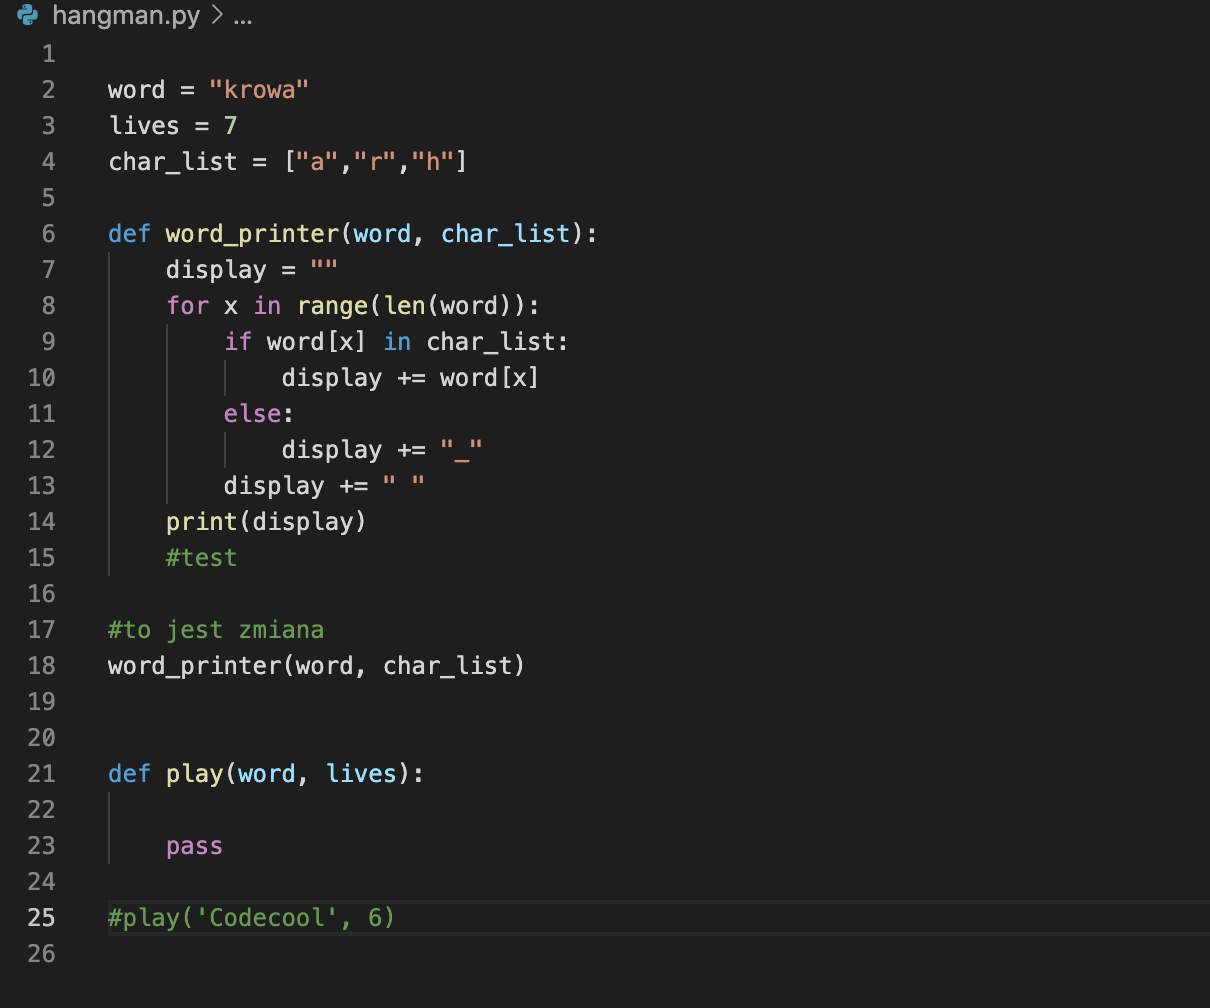 hangman.py > ...
1
2 word = "krowa"
3 lives = 7
4 char_list = ["a","r","h"]
5
6 def word_printer(word, char_list):
7     display = ""
8     for x in range(len(word)):
9         if word[x] in char_list:
10             display += word[x]
11         else:
12             display += "_"
13         display += " "
14     print(display)
15     #test
16
17 #to jest zmiana
18 word_printer(word, char_list)
19
20
21 def play(word, lives):
22
23     pass
24
25 #play('Codecool', 6)
26